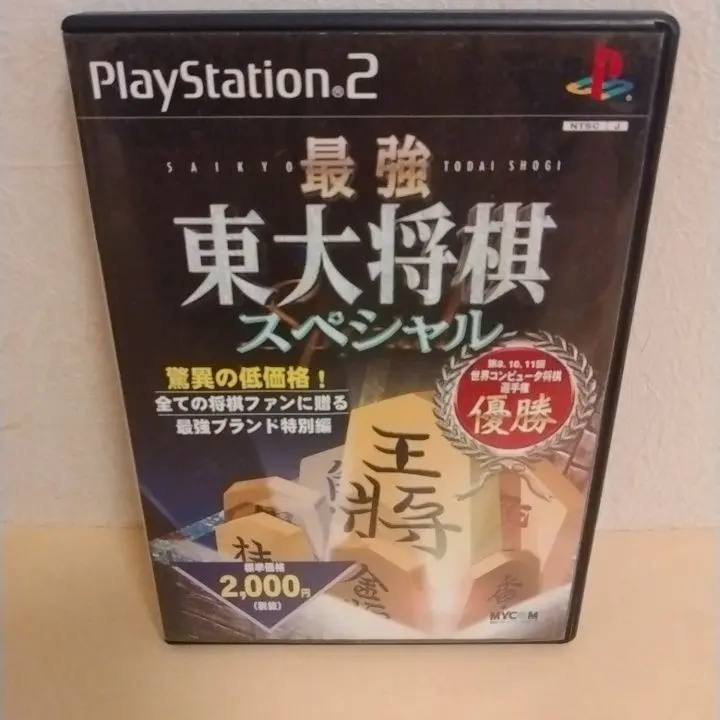 PlayStation®2
NTSC J
SAIKYO TODAI SHOGI
最強
東大将棋
スペシャル
驚異の低価格！
全ての将棋ファンに贈る
最強ブランド特別編
第9、10、11回
世界コンピュータ将棋
選手権
優勝
王將
桂
金
香
標準価格
2,000円
(税抜)
MYCOM